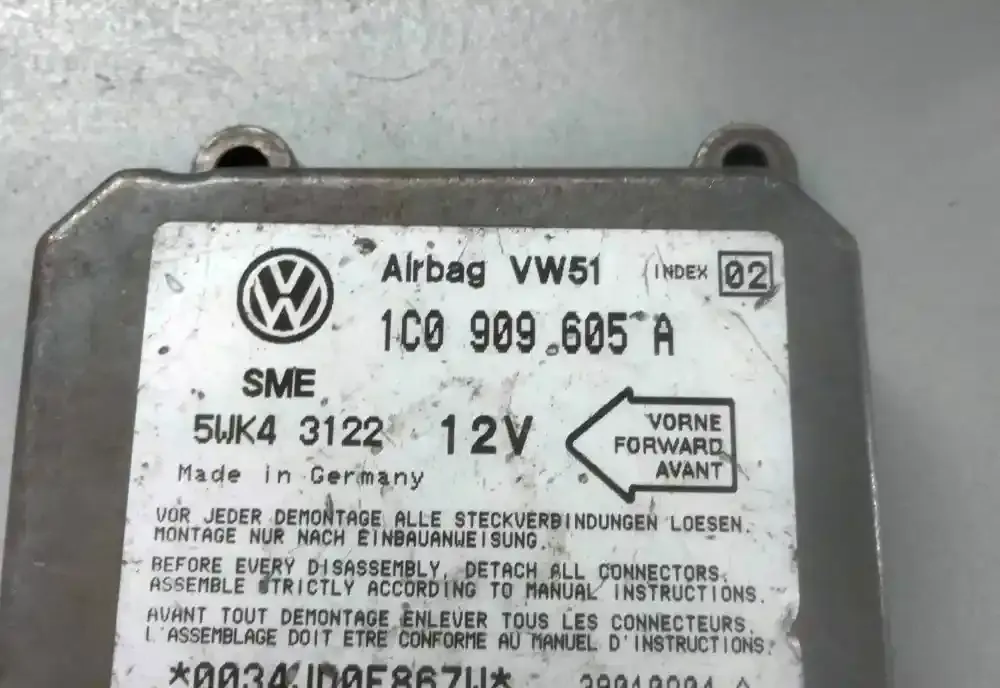 Airbag VW51 INDEX 02
1C0 909 605 A
SME
5WK4 3122 12V
VORNE
FORWARD
AVANT
Made in Germany
VOR JEDER DEMONTAGE ALLE STECKVERBINDUNGEN LOESEN.
MONTAGE NUR NACH EINBAUANWEISUNG.
BEFORE EVERY DISASSEMBLY, DETACH ALL CONNECTORS.
ASSEMBLE STRICTLY ACCORDING TO MANUAL INSTRUCTIONS.
AVANT TOUT DEMONTAGE ENLEVER TOUS LES CONNECTEURS.
L'ASSEMBLAGE DOIT ETRE CONFORME AU MANUEL D'INSTRUCTIONS.